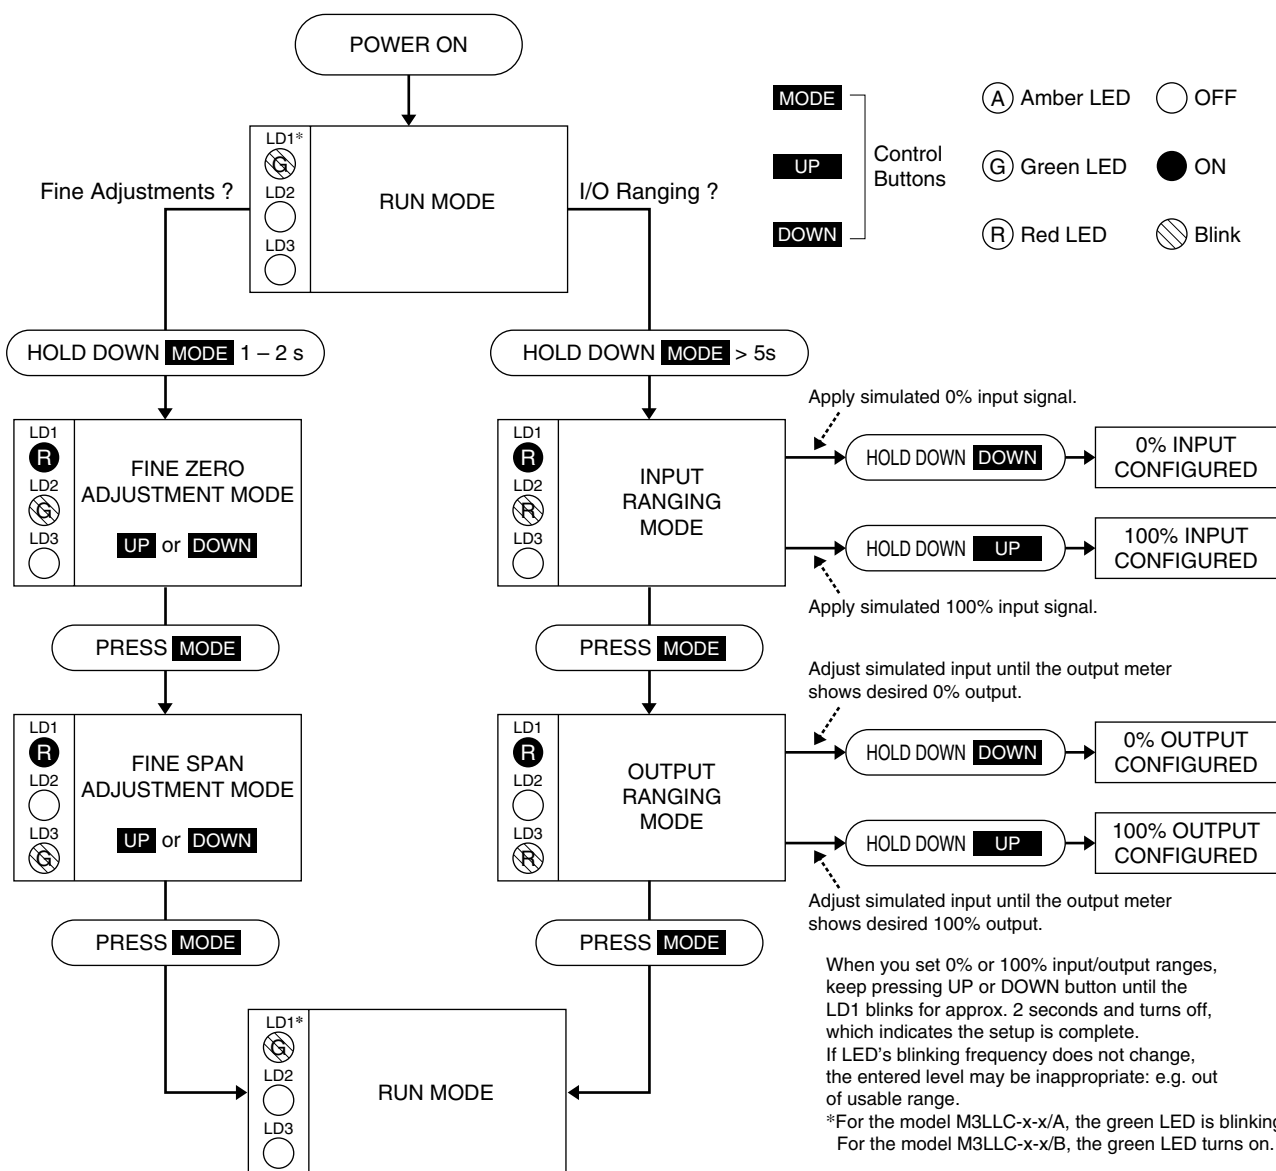 POWER ON
MODE
UP
DOWN
Control
Buttons
A Amber LED
G Green LED
R Red LED
OFF
ON
Blink
LD1*
G
LD2
LD3
RUN MODE
Fine Adjustments ?
I/O Ranging ?
HOLD DOWN MODE 1 – 2 s
HOLD DOWN MODE > 5s
LD1
R
LD2
G
LD3
FINE ZERO
ADJUSTMENT MODE
UP or DOWN
LD1
R
LD2
R
LD3
INPUT
RANGING
MODE
Apply simulated 0% input signal.
HOLD DOWN DOWN
0% INPUT
CONFIGURED
HOLD DOWN UP
100% INPUT
CONFIGURED
Apply simulated 100% input signal.
PRESS MODE
PRESS MODE
LD1
R
LD2
LD3
G
FINE SPAN
ADJUSTMENT MODE
UP or DOWN
LD1
R
LD2
LD3
R
OUTPUT
RANGING
MODE
Adjust simulated input until the output meter
shows desired 0% output.
HOLD DOWN DOWN
0% OUTPUT
CONFIGURED
HOLD DOWN UP
100% OUTPUT
CONFIGURED
Adjust simulated input until the output meter
shows desired 100% output.
PRESS MODE
PRESS MODE
LD1*
G
LD2
LD3
RUN MODE
When you set 0% or 100% input/output ranges,
keep pressing UP or DOWN button until the
LD1 blinks for approx. 2 seconds and turns off,
which indicates the setup is complete.
If LED's blinking frequency does not change,
the entered level may be inappropriate: e.g. out
of usable range.
*For the model M3LLC-x-x/A, the green LED is blinking
For the model M3LLC-x-x/B, the green LED turns on.